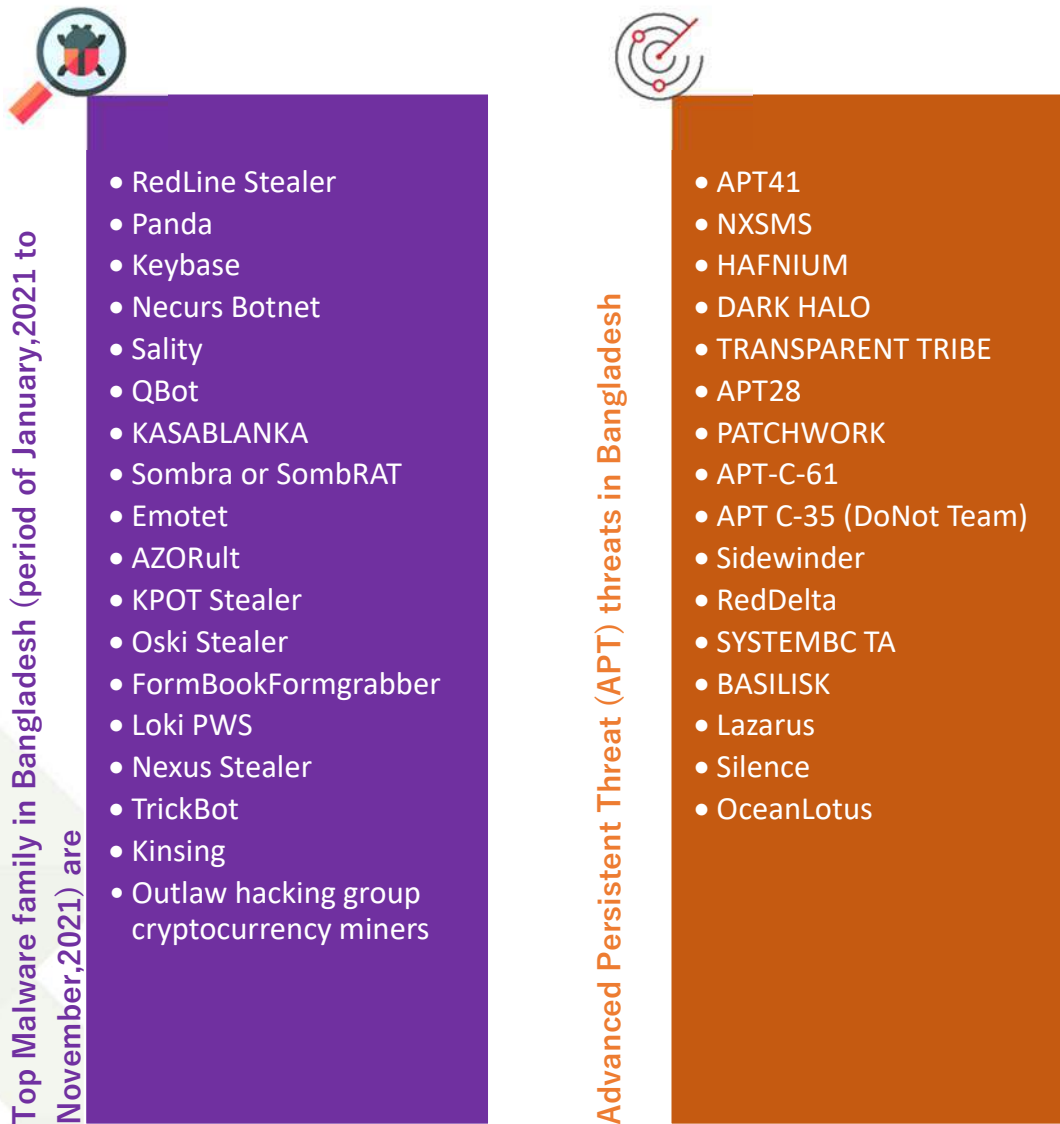 Top Malware family in Bangladesh (period of January,2021 to
November,2021) are
• RedLine Stealer
• Panda
• Keybase
• Necurs Botnet
• Sality
• QBot
• KASABLANKA
• Sombra or SombRAT
• Emotet
• AZORult
• KPOT Stealer
• Oski Stealer
• FormBookFormgrabber
• Loki PWS
• Nexus Stealer
• TrickBot
• Kinsing
• Outlaw hacking group
cryptocurrency miners
Advanced Persistent Threat (APT) threats in Bangladesh
• APT41
• NXSMS
• HAFNIUM
• DARK HALO
• TRANSPARENT TRIBE
• APT28
• PATCHWORK
• APT-C-61
• APT C-35 (DoNot Team)
• Sidewinder
• RedDelta
• SYSTEMBC TA
• BASILISK
• Lazarus
• Silence
• OceanLotus